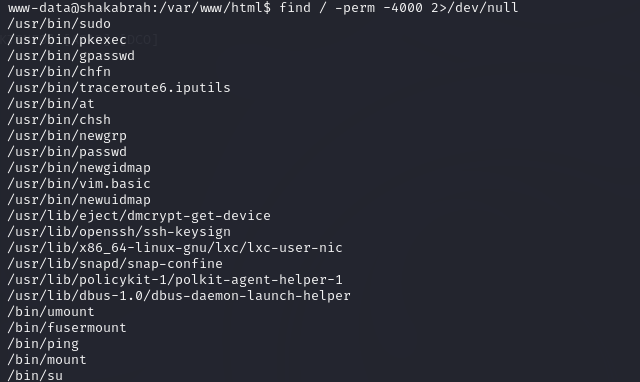 www-data@shakabrah:/var/www/html$ find / -perm -4000 2>/dev/null
/usr/bin/sudo
/usr/bin/pkexec
/usr/bin/gpasswd
/usr/bin/chfn
/usr/bin/traceroute6.iputils
/usr/bin/at
/usr/bin/chsh
/usr/bin/newgrp
/usr/bin/passwd
/usr/bin/newgidmap
/usr/bin/vim.basic
/usr/bin/newuidmap
/usr/lib/eject/dmcrypt-get-device
/usr/lib/openssh/ssh-keysign
/usr/lib/x86_64-linux-gnu/lxc/lxc-user-nic
/usr/lib/snapd/snap-confine
/usr/lib/policykit-1/polkit-agent-helper-1
/usr/lib/dbus-1.0/dbus-daemon-launch-helper
/bin/umount
/bin/fusermount
/bin/ping
/bin/mount
/bin/su